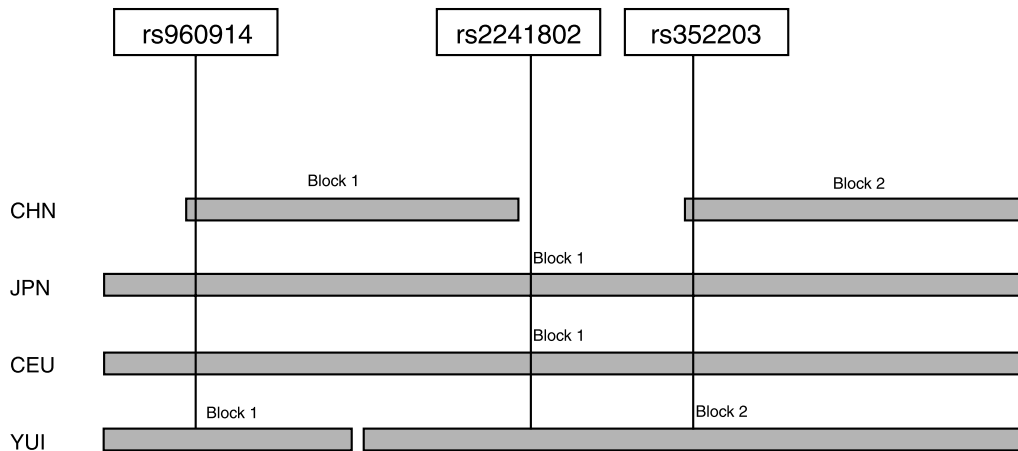 rs960914 rs2241802 rs352203
Block 1 Block 2
CHN
Block 1
JPN
Block 1
CEU
Block 1 Block 2
YUI